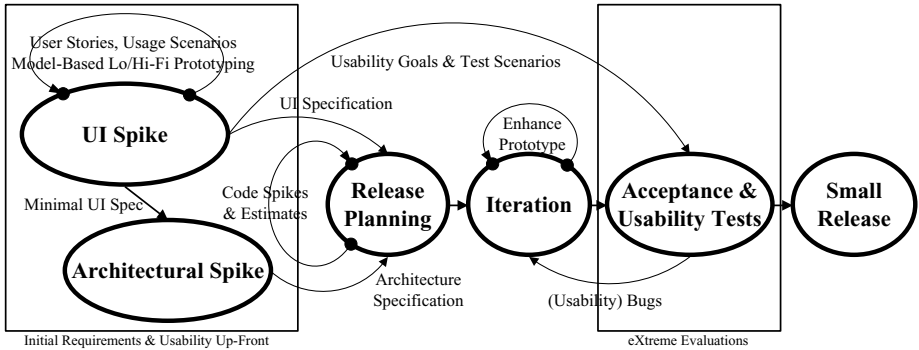 User Stories, Usage Scenarios
Model-Based Lo/Hi-Fi Prototyping
UI Spike
Minimal UI Spec
Architectural Spike
Initial Requirements & Usability Up-Front
Usability Goals & Test Scenarios
UI Specification
Code Spikes
& Estimates
Release
Planning
Architecture
Specification
Enhance
Prototype
Iteration
(Usability) Bugs
Acceptance &
Usability Tests
eXtreme Evaluations
Small
Release